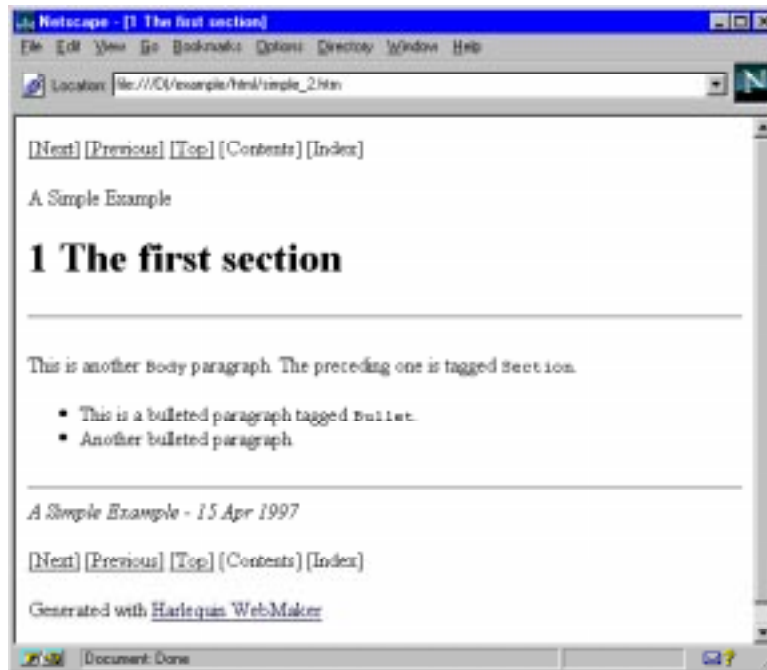 Netscape - [1 The first section]
File Edit View Go Bookmarks Options Directory Window Help
Location: file:///D|/example/html/simple_2.htm
N
[Next] [Previous] [Top] [Contents] [Index]
A Simple Example
1 The first section
This is another Body paragraph. The preceding one is tagged Section.
• This is a bulleted paragraph tagged Bullet.
• Another bulleted paragraph.
A Simple Example - 15 Apr 1997
[Next] [Previous] [Top] [Contents] [Index]
Generated with Harlequin WebMaker
Document: Done